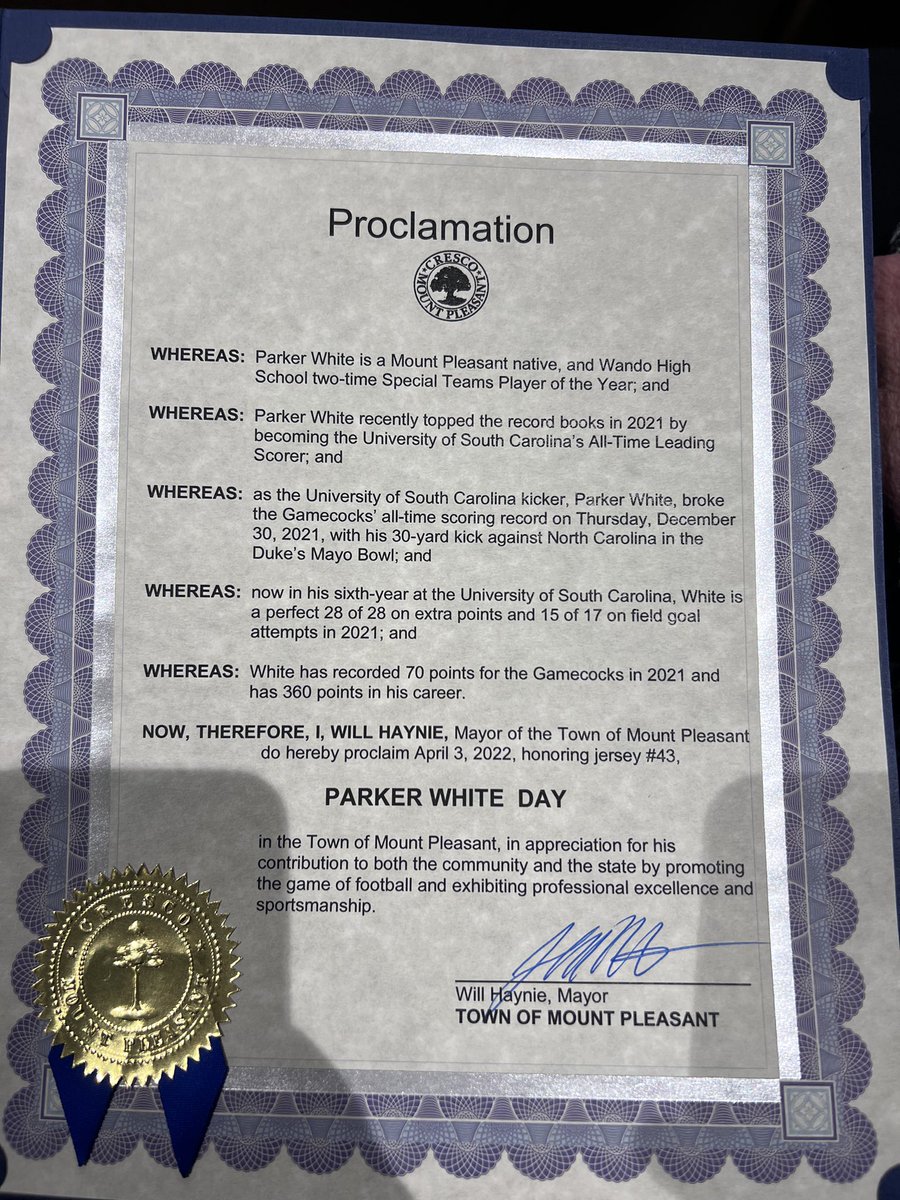 Proclamation
CRESCO
MOUNT PLEASANT
WHEREAS: Parker White is a Mount Pleasant native, and Wando High
School two-time Special Teams Player of the Year; and
WHEREAS: Parker White recently topped the record books in 2021 by
becoming the University of South Carolina's All-Time Leading
Scorer; and
WHEREAS: as the University of South Carolina kicker, Parker White, broke
the Gamecocks' all-time scoring record on Thursday, December
30, 2021, with his 30-yard kick against North Carolina in the
Duke's Mayo Bowl; and
WHEREAS: now in his sixth-year at the University of South Carolina, White is
a perfect 28 of 28 on extra points and 15 of 17 on field goal
attempts in 2021; and
WHEREAS: White has recorded 70 points for the Gamecocks in 2021 and
has 360 points in his career.
NOW, THEREFORE, I, WILL HAYNIE, Mayor of the Town of Mount Pleasant
do hereby proclaim April 3, 2022, honoring jersey #43,
PARKER WHITE DAY
in the Town of Mount Pleasant, in appreciation for his
contribution to both the community and the state by promoting
the game of football and exhibiting professional excellence and
sportsmanship.
Will Haynie, Mayor
TOWN OF MOUNT PLEASANT
CRESCO
MOUNT PLEASANT